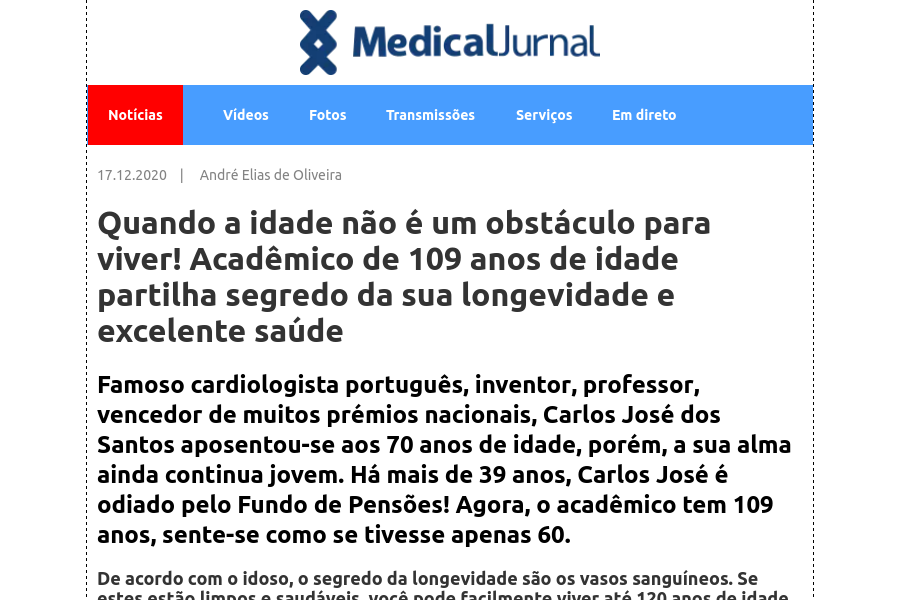 MedicalJurnal
Notícias Vídeos Fotos Transmissões Serviços Em direto
17.12.2020 | André Elias de Oliveira
Quando a idade não é um obstáculo para
viver! Acadêmico de 109 anos de idade
partilha segredo da sua longevidade e
excelente saúde
Famoso cardiologista português, inventor, professor,
vencedor de muitos prémios nacionais, Carlos José dos
Santos aposentou-se aos 70 anos de idade, porém, a sua alma
ainda continua jovem. Há mais de 39 anos, Carlos José é
odiado pelo Fundo de Pensões! Agora, o acadêmico tem 109
anos, sente-se como se tivesse apenas 60.
De acordo com o idoso, o segredo da longevidade são os vasos sanguíneos. Se
estes estão limpos e saudáveis, você pode facilmente viver até 120 anos de idade